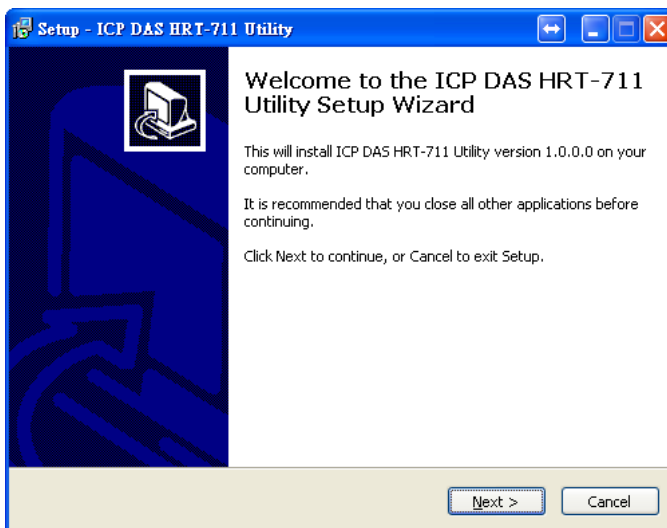 Setup - ICP DAS HRT-711 Utility
Welcome to the ICP DAS HRT-711
Utility Setup Wizard
This will install ICP DAS HRT-711 Utility version 1.0.0.0 on your
computer.
It is recommended that you close all other applications before
continuing.
Click Next to continue, or Cancel to exit Setup.
Next >
Cancel